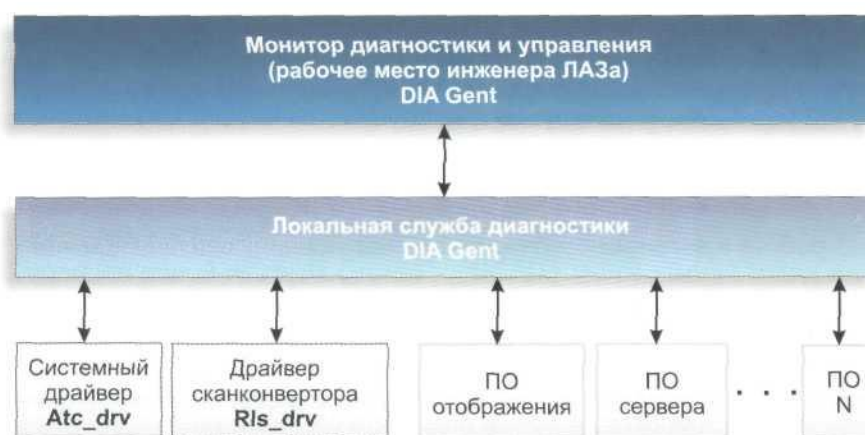 Монитор диагностики и управления
(рабочее место инженера ЛАЗа)
DIA Gent
Локальная служба диагностики
DIA Gent
Системный
драйвер
Atc_drv
Драйвер
сканконвертора
Rls_drv
ПО
отображения
ПО
сервера
. . .
ПО
N